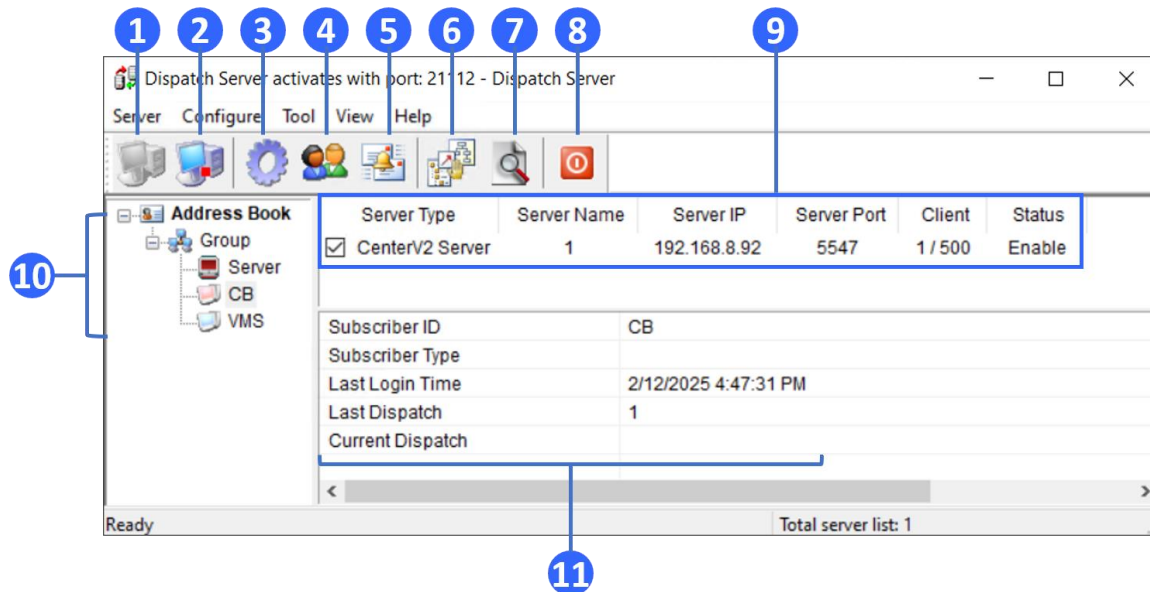 1 2 3 4 5 6 7 8 9
Dispatch Server activates with port: 21112 - Dispatch Server
Server Configure Tool View Help
Address Book
Group
Server
CB
VMS
10
Server Type Server Name Server IP Server Port Client Status
CenterV2 Server 1 192.168.8.92 5547 1 / 500 Enable
Subscriber ID CB
Subscriber Type
Last Login Time 2/12/2025 4:47:31 PM
Last Dispatch 1
Current Dispatch
Ready Total server list: 1
11